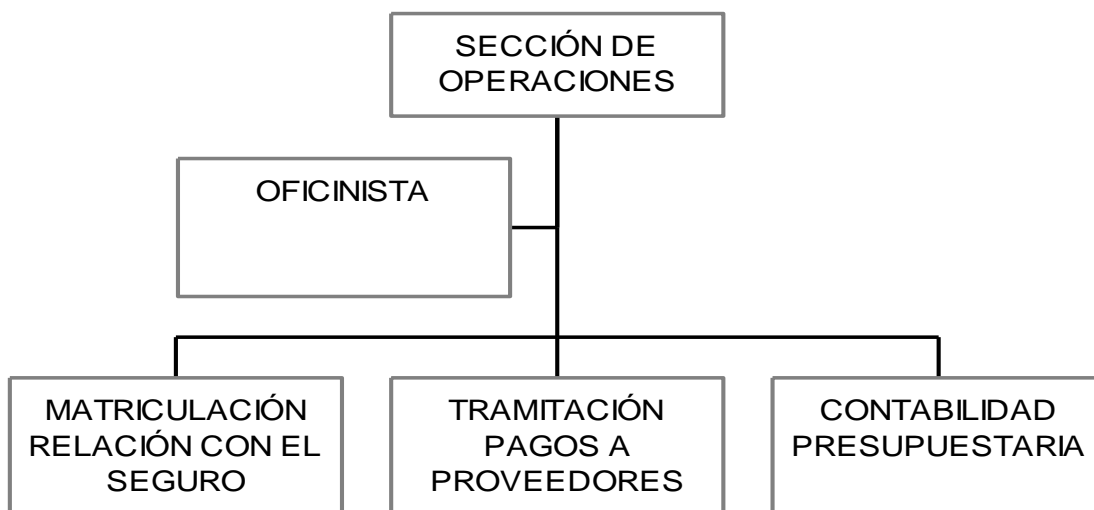 SECCIÓN DE
OPERACIONES
OFICINISTA
MATRICULACIÓN
RELACIÓN CON EL
SEGURO
TRAMITACIÓN
PAGOS A
PROVEEDORES
CONTABILIDAD
PRESUPUESTARIA